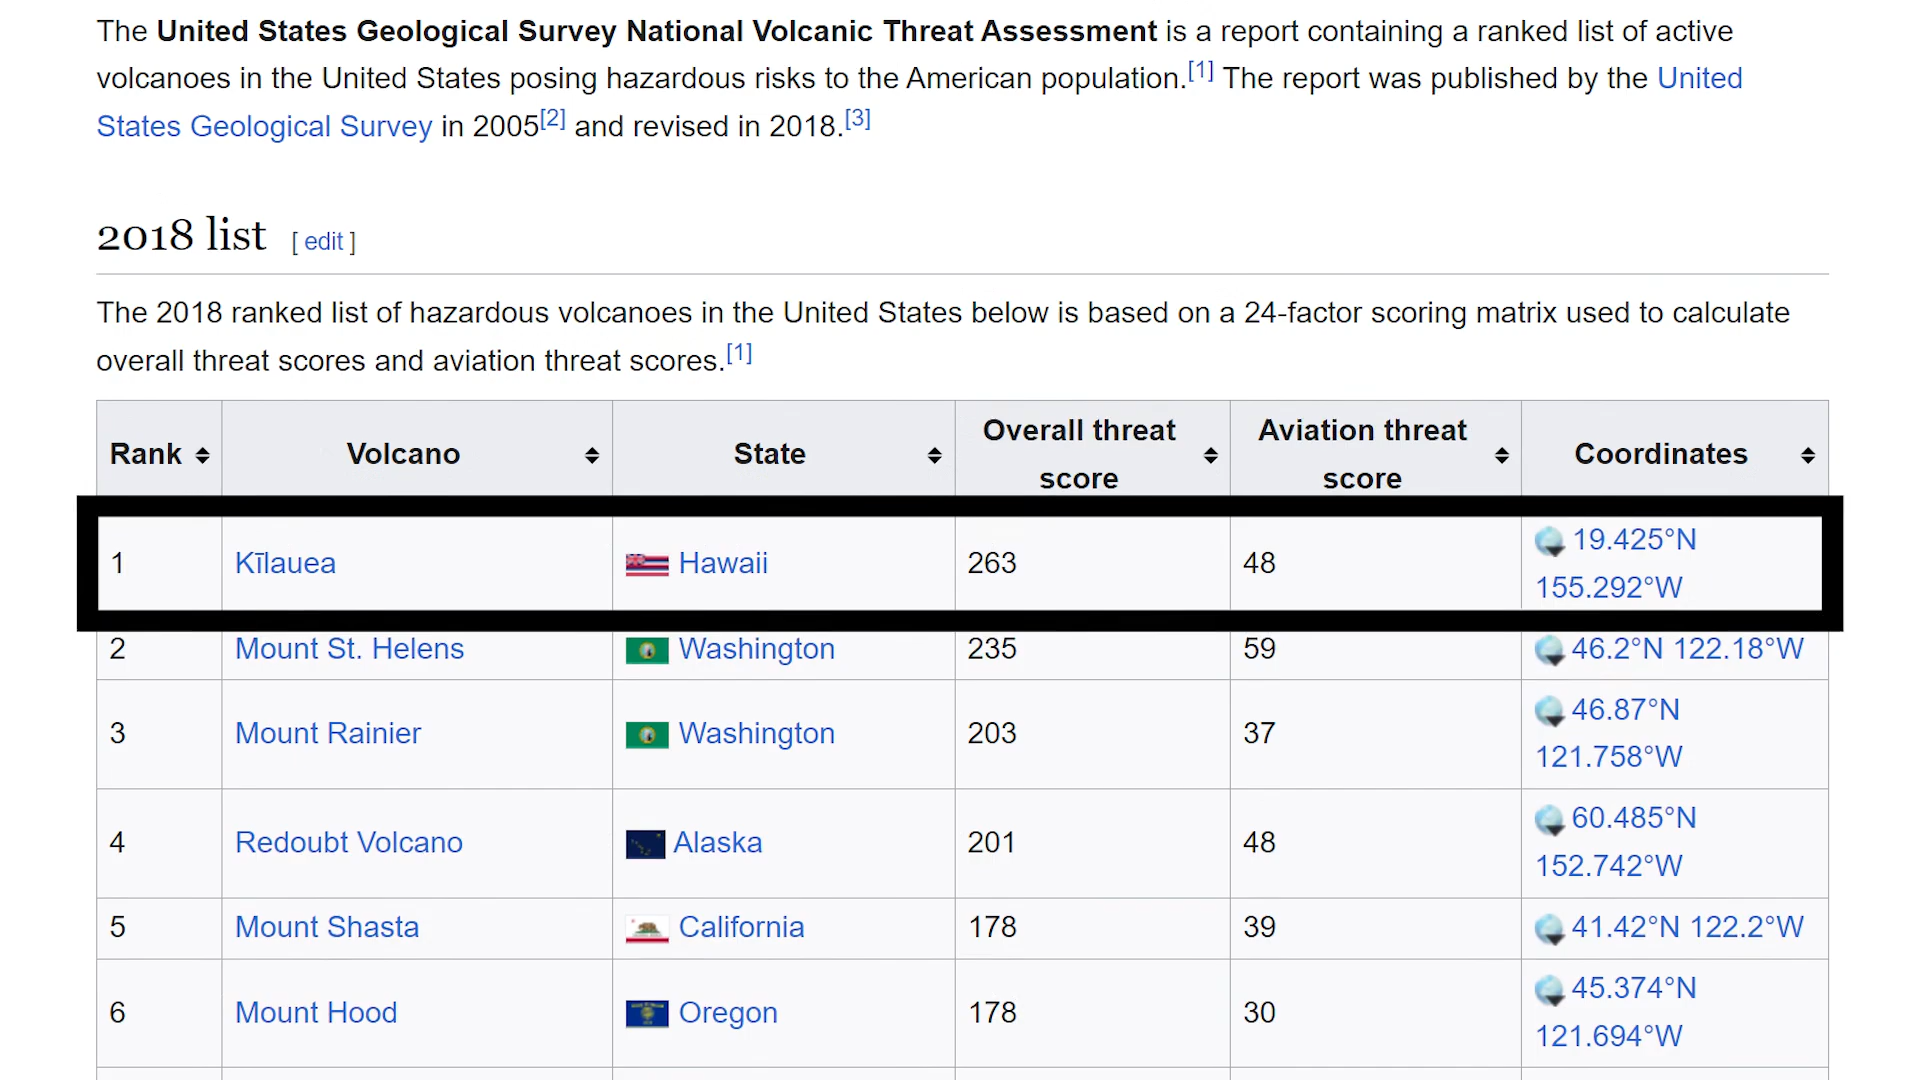 The United States Geological Survey National Volcanic Threat Assessment is a report containing a ranked list of active
volcanoes in the United States posing hazardous risks to the American population.[1] The report was published by the United
States Geological Survey in 2005[2] and revised in 2018.[3]
2018 list [ edit ]
The 2018 ranked list of hazardous volcanoes in the United States below is based on a 24-factor scoring matrix used to calculate
overall threat scores and aviation threat scores.[1]
Rank Volcano State Overall threat score Aviation threat score Coordinates
1 Kīlauea Hawaii 263 48 19.425°N 155.292°W
2 Mount St. Helens Washington 235 59 46.2°N 122.18°W
3 Mount Rainier Washington 203 37 46.87°N 121.758°W
4 Redoubt Volcano Alaska 201 48 60.485°N 152.742°W
5 Mount Shasta California 178 39 41.42°N 122.2°W
6 Mount Hood Oregon 178 30 45.374°N 121.694°W